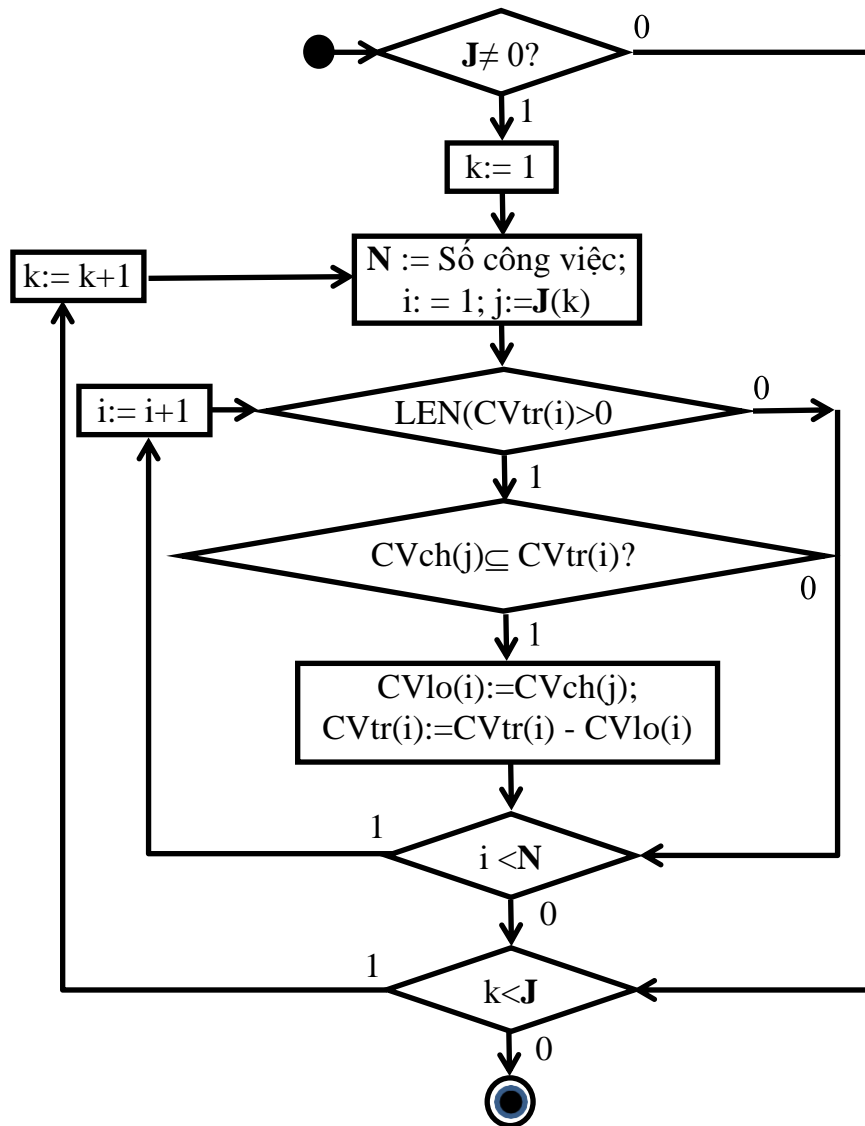 J≠ 0?
0
1
k:= 1
k:= k+1
N := Số công việc;
i: = 1; j:=J(k)
i:= i+1
LEN(CVtr(i)>0
0
1
CVch(j)⊆ CVtr(i)?
0
1
CVlo(i):=CVch(j);
CVtr(i):=CVtr(i) - CVlo(i)
1
i <N
0
1
k<J
0